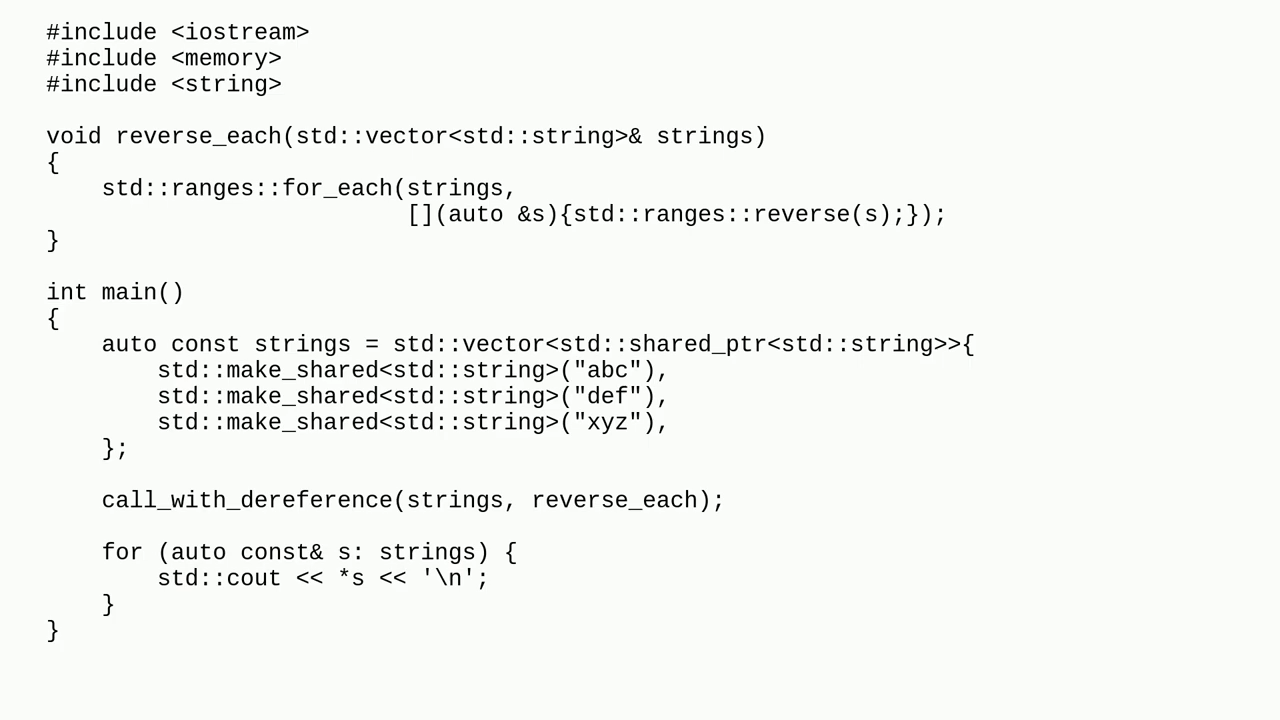 #include <iostream>
#include <memory>
#include <string>
void reverse_each(std::vector<std::string>& strings)
{
    std::ranges::for_each(strings,
                          [](auto &s){std::ranges::reverse(s);});
}
int main()
{
    auto const strings = std::vector<std::shared_ptr<std::string>>{
        std::make_shared<std::string>("abc"),
        std::make_shared<std::string>("def"),
        std::make_shared<std::string>("xyz"),
    };
    call_with_dereference(strings, reverse_each);
    for (auto const& s: strings) {
        std::cout << *s << '\n';
    }
}